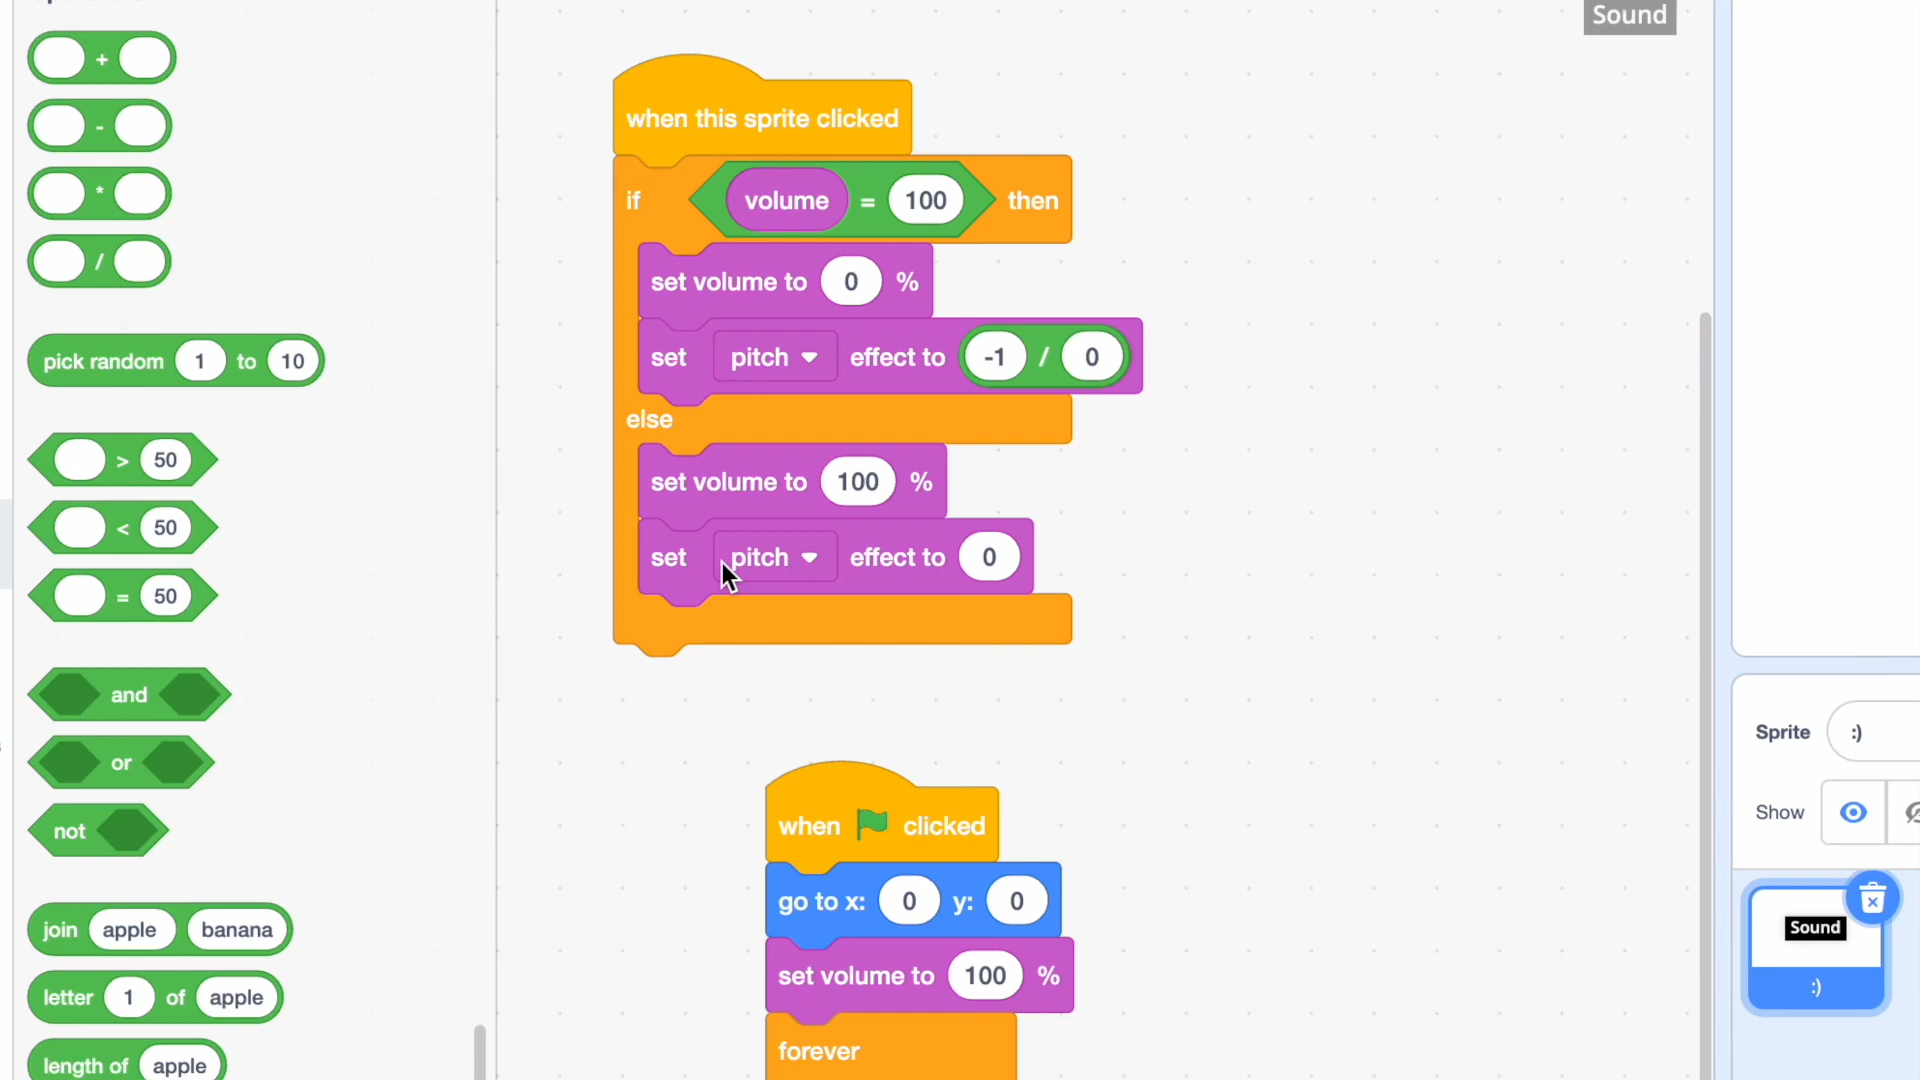 +
-
*
/
pick random 1 to 10
> 50
< 50
= 50
and
or
not
join apple banana
letter 1 of apple
length of apple
Sound
when this sprite clicked
if volume = 100 then
set volume to 0 %
set pitch effect to -1 / 0
else
set volume to 100 %
set pitch effect to 0
when clicked
go to x: 0 y: 0
set volume to 100 %
forever
Sprite :)
Show
Sound
:)